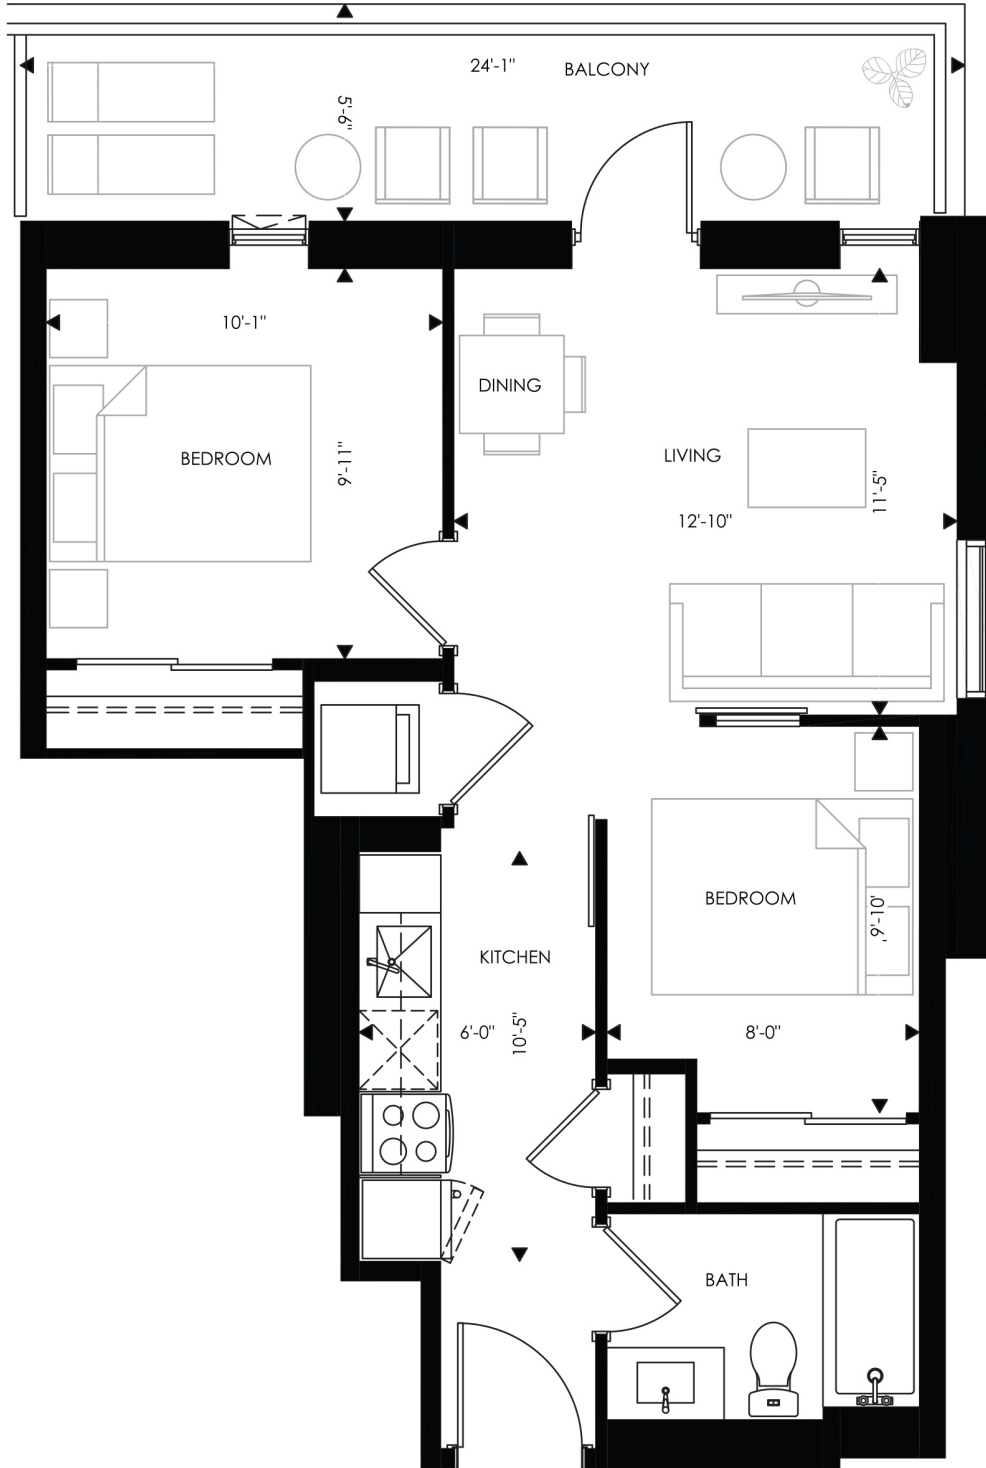 24'-1"
BALCONY
5'-6"
10'-1"
DINING
BEDROOM
9'-11"
LIVING
11'-5"
12'-10"
BEDROOM
9'-10'
KITCHEN
6'-0"
10'-5"
8'-0"
BATH